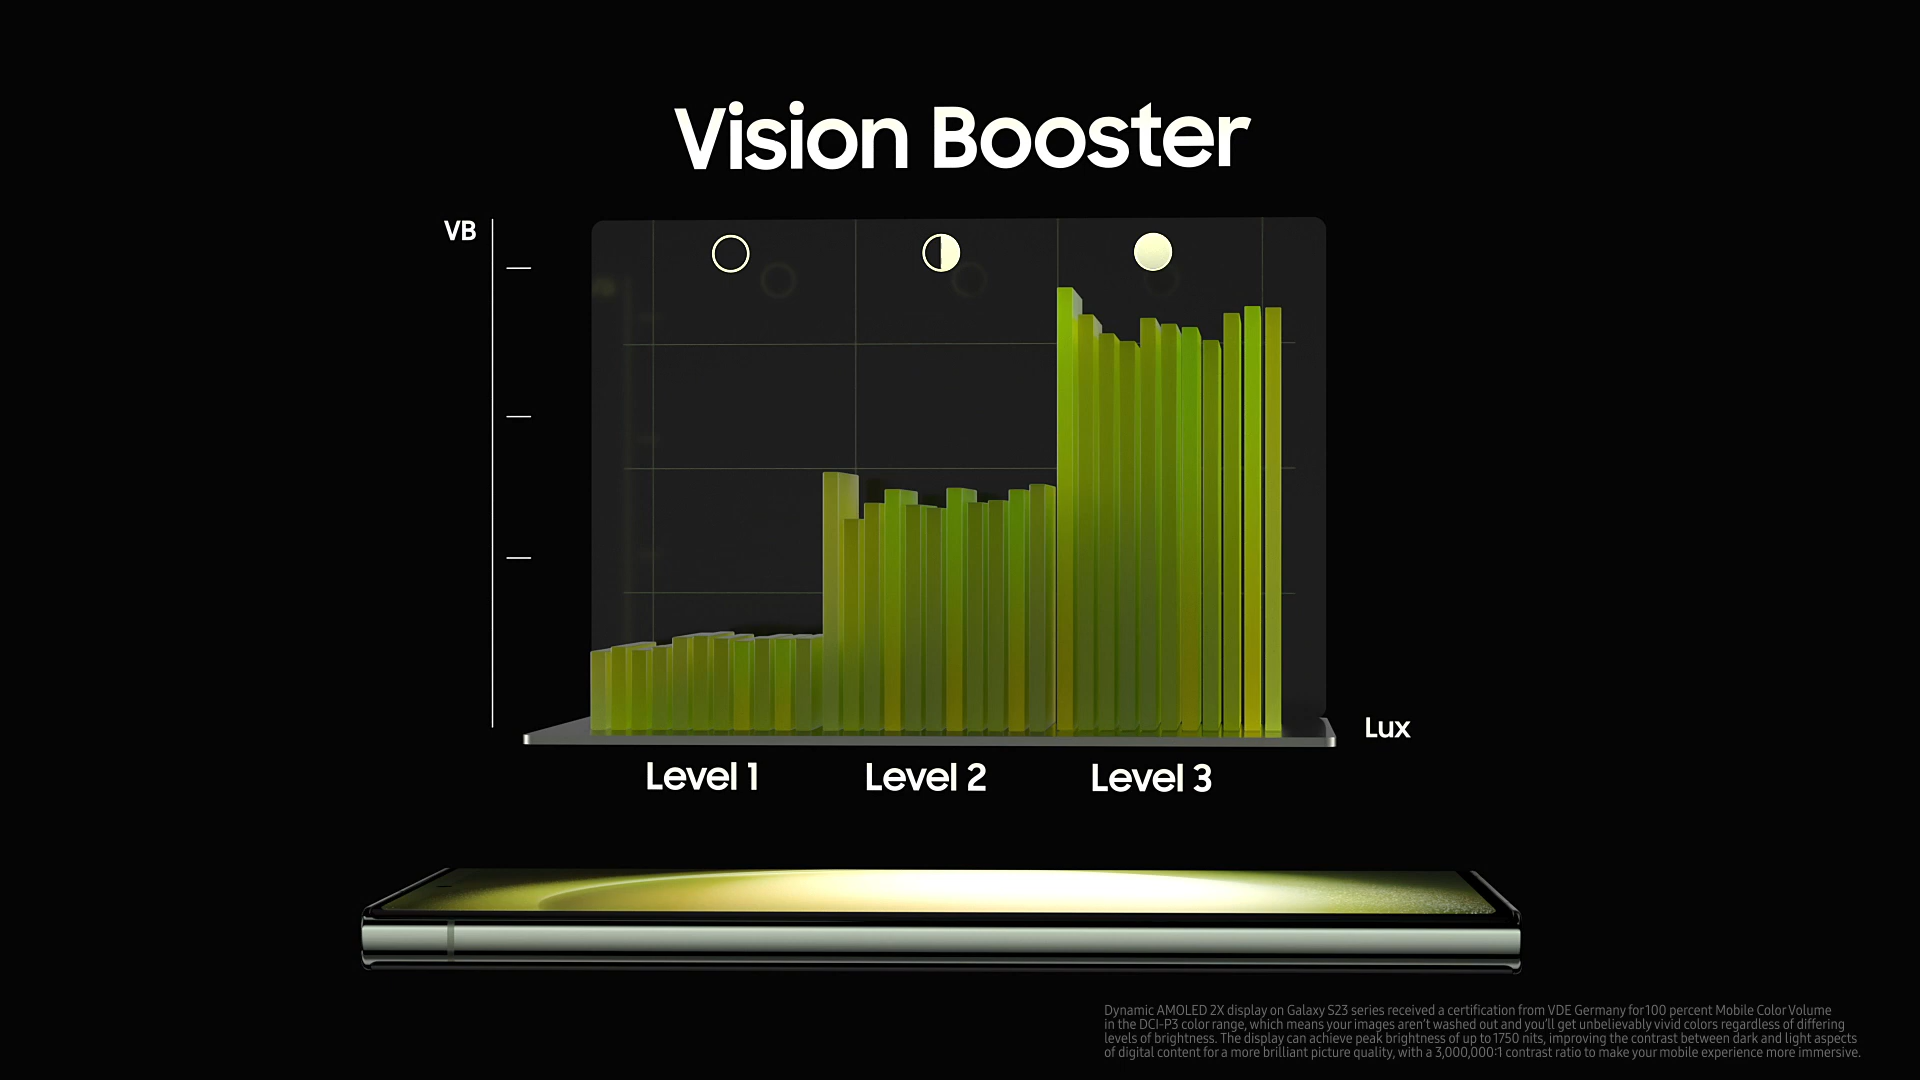 Vision Booster
VB
Lux
Level 1 Level 2 Level 3
Dynamic AMOLED 2X display on Galaxy S23 series received a certification from VDE Germany for 100 percent Mobile Color Volume
in the DCI-P3 color range, which means your images aren't washed out and you'll get unbelievably vivid colors regardless of differing
levels of brightness. The display can achieve peak brightness of up to 1750 nits, improving the contrast between dark and light aspects
of digital content for a more brilliant picture quality, with a 3,000,000:1 contrast ratio to make your mobile experience more immersive.